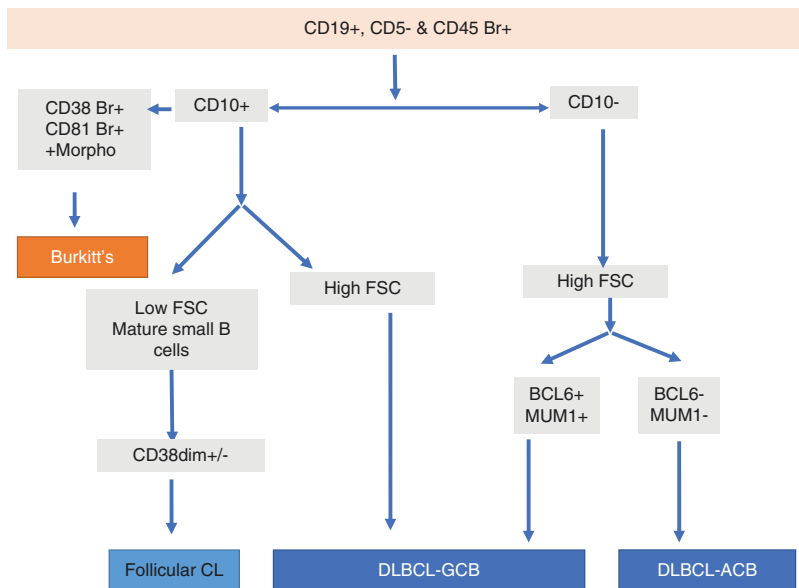 CD19+, CD5- & CD45 Br+
CD38 Br+
CD81 Br+
+Morpho
CD10+
CD10-
Burkitt's
Low FSC
Mature small B
cells
High FSC
High FSC
BCL6+
MUM1+
BCL6-
MUM1-
CD38dim+/-
Follicular CL
DLBCL-GCB
DLBCL-ACB